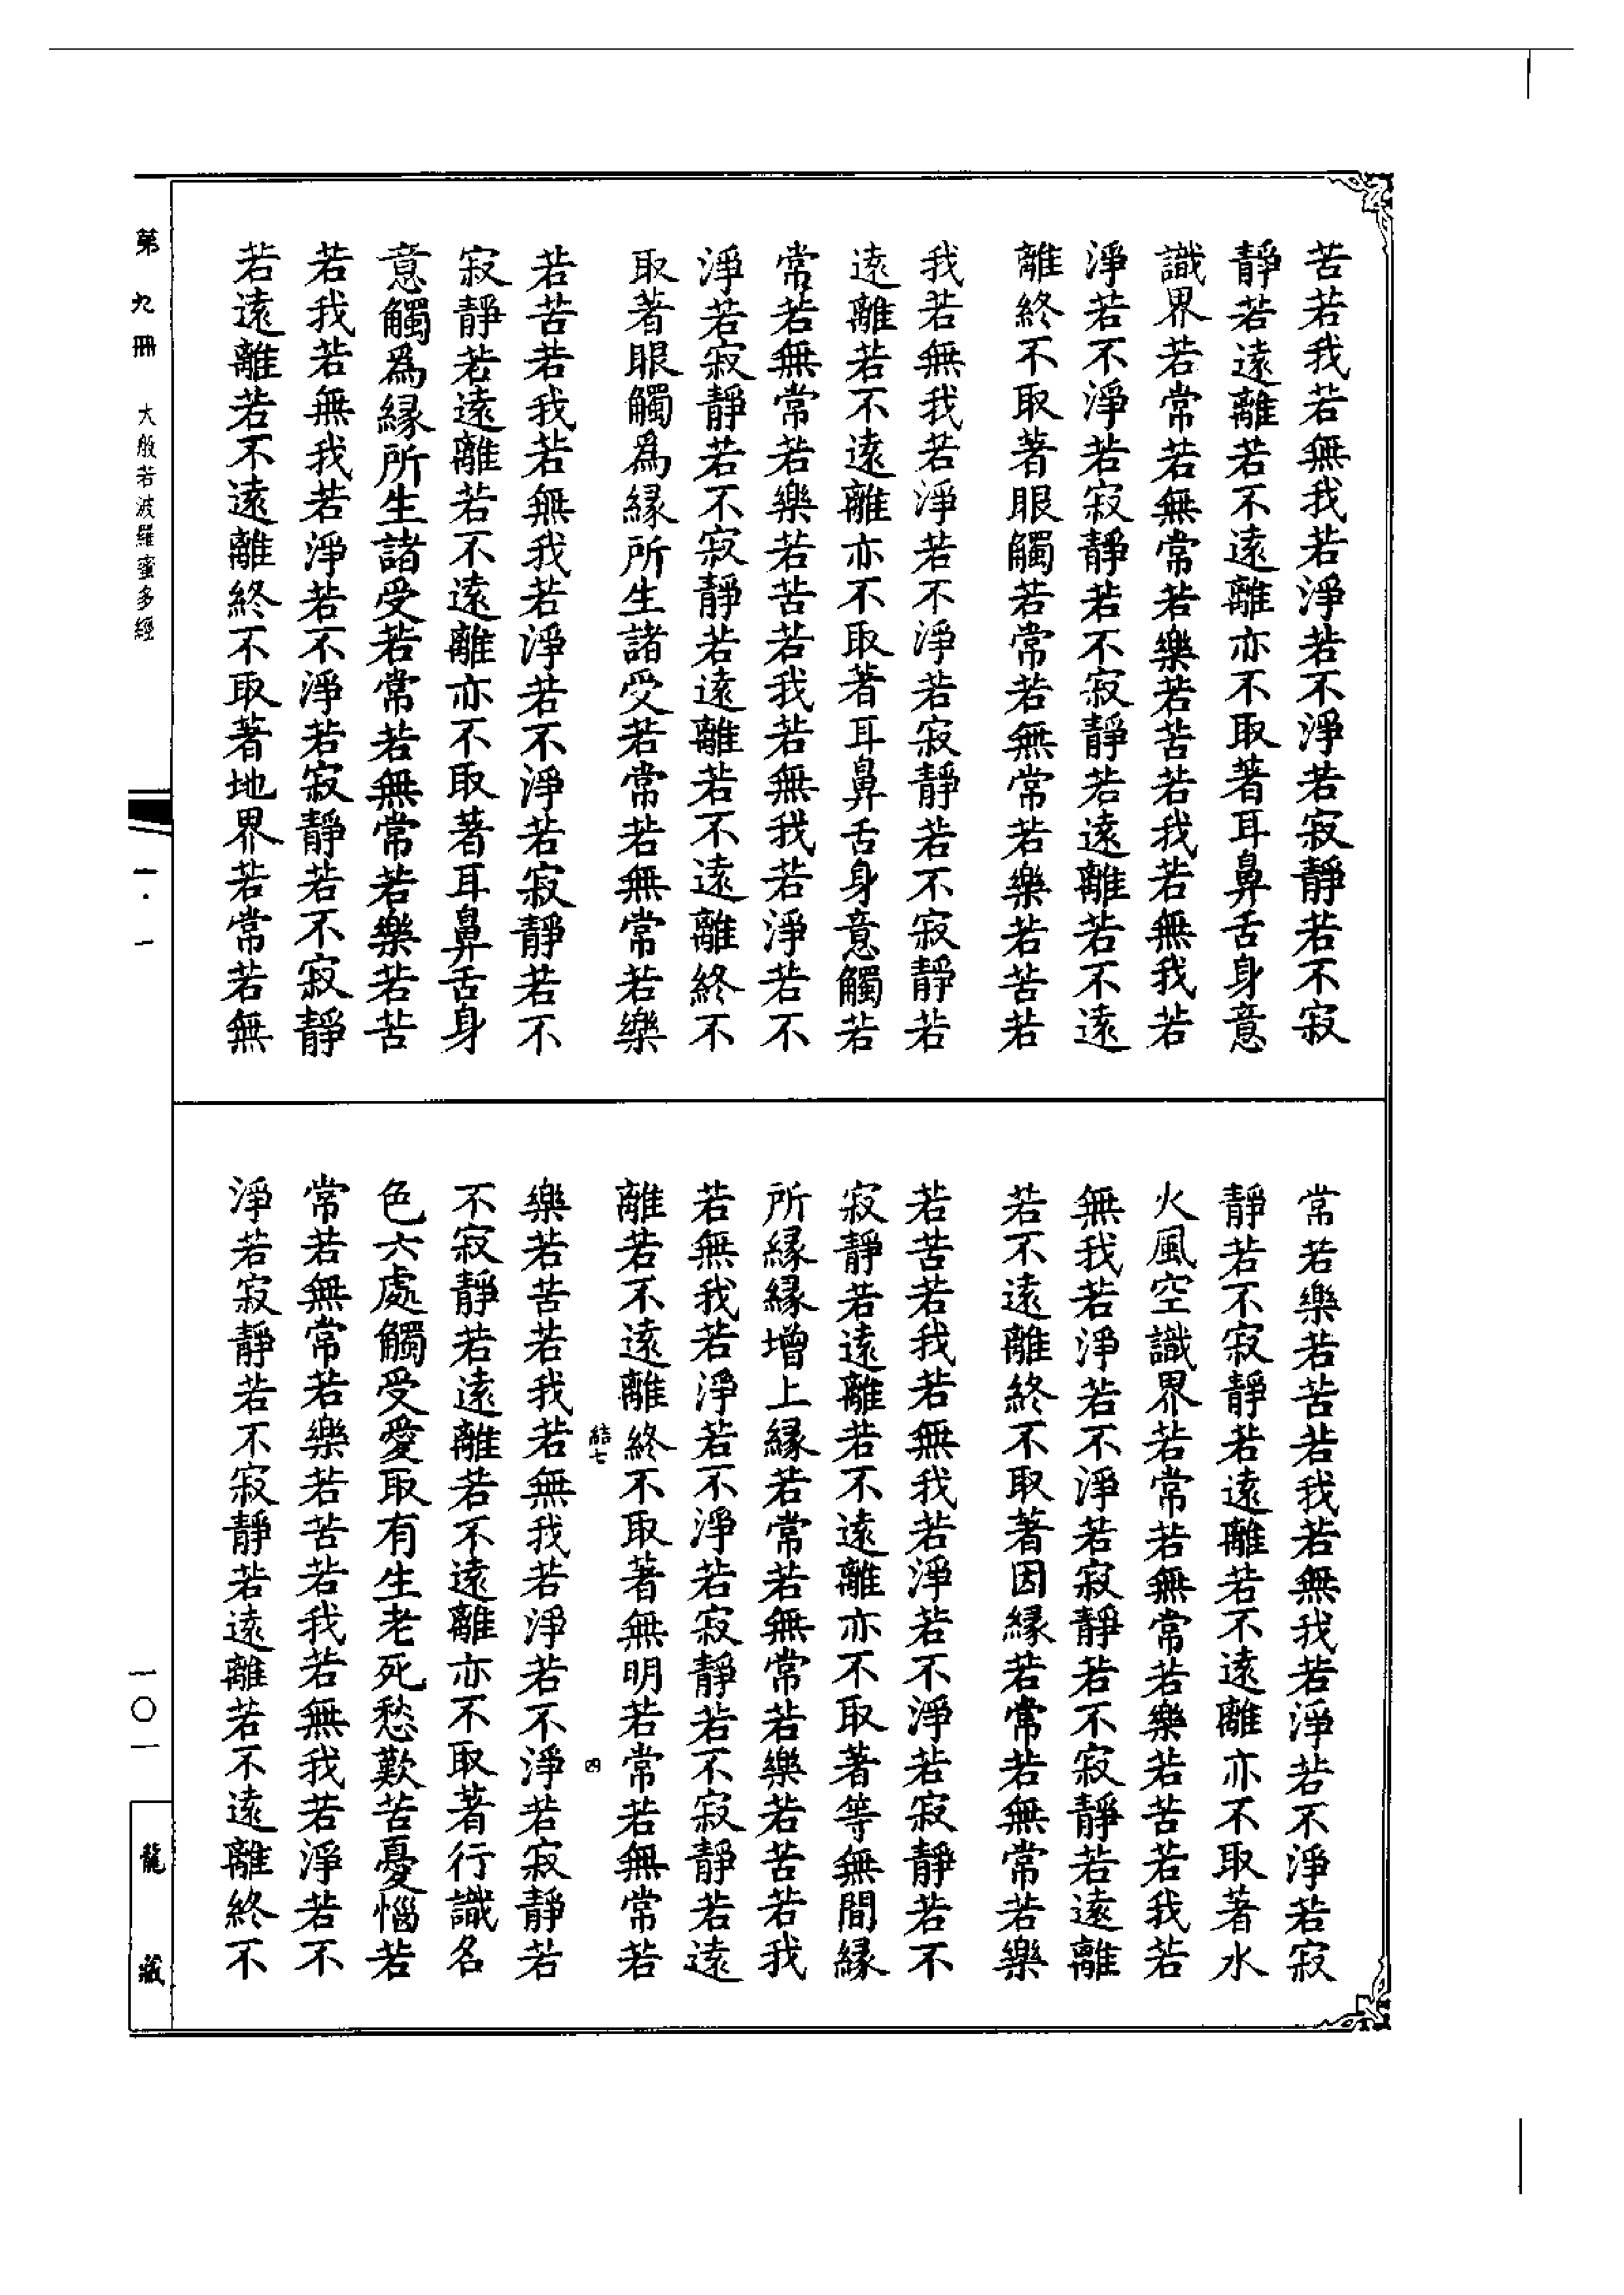 苦若我若無我若淨若不淨若寂靜若不寂
靜若遠離若不遠離亦不取著耳鼻舌身意
識界若常若無常若樂若苦若我若無我若
淨若不淨若寂靜若不寂靜若遠離若不遠
離終不取著眼觸若常若無常若樂若苦若
我若無我若淨若不淨若寂靜若不寂靜若
遠離若不遠離亦不取著耳鼻舌身意觸若
常若無常若樂若苦若我若無我若淨若不
淨若寂靜若不寂靜若遠離若不遠離終不
取著眼觸爲緣所生諸受若常若無常若樂
若苦若我若無我若淨若不淨若寂靜若不
寂靜若遠離若不遠離亦不取著耳鼻舌身
意觸爲緣所生諸受若常若無常若樂若苦
若我若無我若淨若不淨若寂靜若不寂靜
若遠離若不遠離終不取著地界若常若無
常若樂若苦若我若無我若淨若不淨若寂
靜若不寂靜若遠離若不遠離亦不取著水
火風空識界若常若無常若樂若苦若我若
無我若淨若不淨若寂靜若不寂靜若遠離
若不遠離終不取著因緣若常若無常若樂
若苦若我若無我若淨若不淨若寂靜若不
寂靜若遠離若不遠離亦不取著等無間緣
所緣緣增上緣若常若無常若樂若苦若我
若無我若淨若不淨若寂靜若不寂靜若遠
離若不遠離終不取著無明若常若無常若
結七 四
樂若苦若我若無我若淨若不淨若寂靜若
不寂靜若遠離若不遠離亦不取著行識名
色六處觸受愛取有生老死愁歎苦憂惱若
常若無常若樂若苦若我若無我若淨若不
淨若寂靜若不寂靜若遠離若不遠離終不
第九冊 大般若波羅蜜多經 一·一 一〇一 龍藏